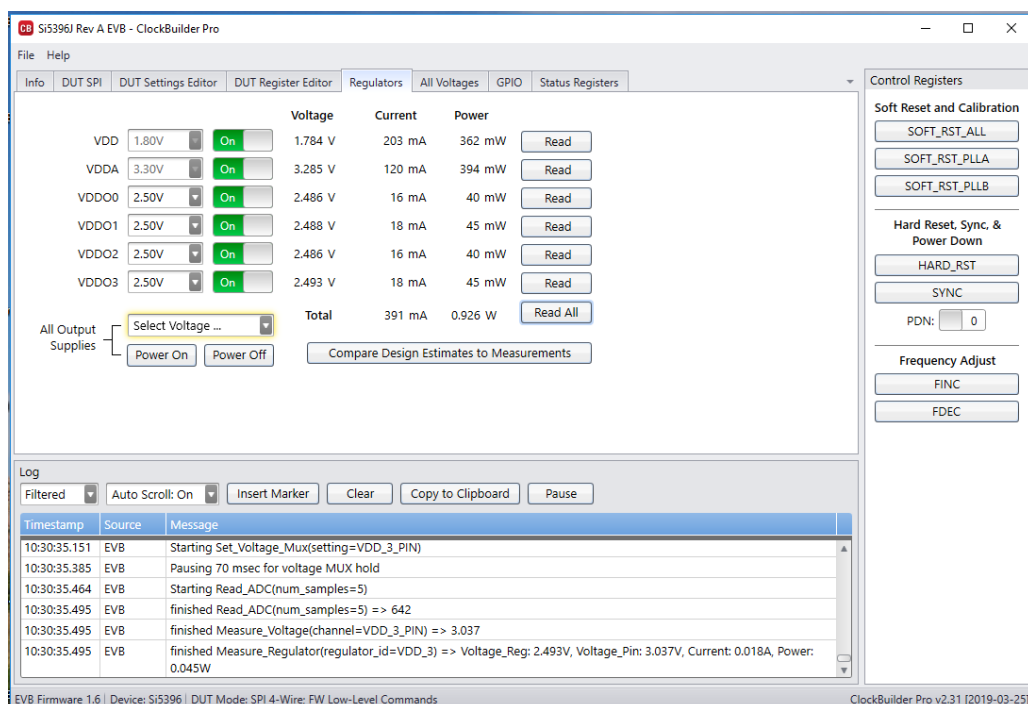 CB Si5396J Rev A EVB - ClockBuilder Pro
File Help
Info DUT SPI DUT Settings Editor DUT Register Editor Regulators All Voltages GPIO Status Registers
Voltage Current Power
VDD 1.80V On 1.784 V 203 mA 362 mW Read
VDDA 3.30V On 3.285 V 120 mA 394 mW Read
VDDO0 2.50V On 2.486 V 16 mA 40 mW Read
VDDO1 2.50V On 2.488 V 18 mA 45 mW Read
VDDO2 2.50V On 2.486 V 16 mA 40 mW Read
VDDO3 2.50V On 2.493 V 18 mA 45 mW Read
Total 391 mA 0.926 W Read All
All Output
Supplies
Select Voltage ...
Power On Power Off
Compare Design Estimates to Measurements
Control Registers
Soft Reset and Calibration
SOFT_RST_ALL
SOFT_RST_PLLA
SOFT_RST_PLLB
Hard Reset, Sync, &
Power Down
HARD_RST
SYNC
PDN: 0
Frequency Adjust
FINC
FDEC
Log
Filtered Auto Scroll: On Insert Marker Clear Copy to Clipboard Pause
Timestamp Source Message
10:30:35.151 EVB Starting Set_Voltage_Mux(setting=VDD_3_PIN)
10:30:35.385 EVB Pausing 70 msec for voltage MUX hold
10:30:35.464 EVB Starting Read_ADC(num_samples=5)
10:30:35.495 EVB finished Read_ADC(num_samples=5) => 642
10:30:35.495 EVB finished Measure_Voltage(channel=VDD_3_PIN) => 3.037
10:30:35.495 EVB finished Measure_Regulator(regulator_id=VDD_3) => Voltage_Reg: 2.493V, Voltage_Pin: 3.037V, Current: 0.018A, Power:
0.045W
EVB Firmware 1.6 Device: Si5396 DUT Mode: SPI 4-Wire; FW Low-Level Commands ClockBuilder Pro v2.31 [2019-03-25]